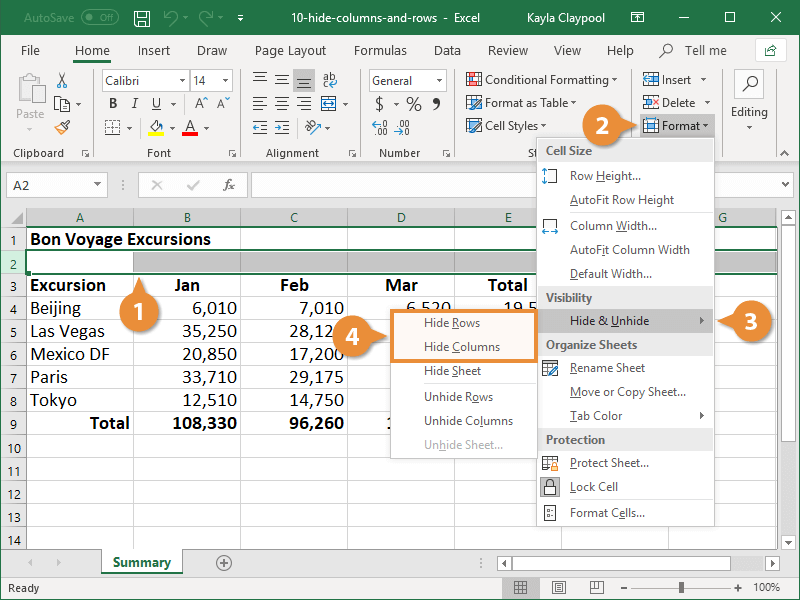 AutoSave Off 10-hide-columns-and-rows - Excel Kayla Claypool
File Home Insert Draw Page Layout Formulas Data Review View Help Tell me
Paste
Clipboard
Calibri 14
B I U A A
A
Font
ab
Alignment
General
$ % ,
.00
Number
Conditional Formatting
Format as Table
Cell Styles
Insert
Delete
Format
Editing
2
A2 fx
A B C D E G
1 Bon Voyage Excursions
2
3 Excursion Jan Feb Mar Total
4 Beijing 6,010 7,010 6,520
5 Las Vegas 35,250
6 Mexico DF 20,850 17,200
7 Paris 33,710 29,175
8 Tokyo 12,510 14,750
9 Total 108,330 96,260
10
11
12
13
14
1
Cell Size
Row Height...
AutoFit Row Height
Column Width...
AutoFit Column Width
Default Width...
Visibility
Hide & Unhide
3
Organize Sheets
Rename Sheet
Move or Copy Sheet...
Tab Color
Protection
Protect Sheet...
Lock Cell
Format Cells...
4
Hide Rows
Hide Columns
Hide Sheet
Unhide Rows
Unhide Columns
Unhide Sheet...
Summary
Ready 100%